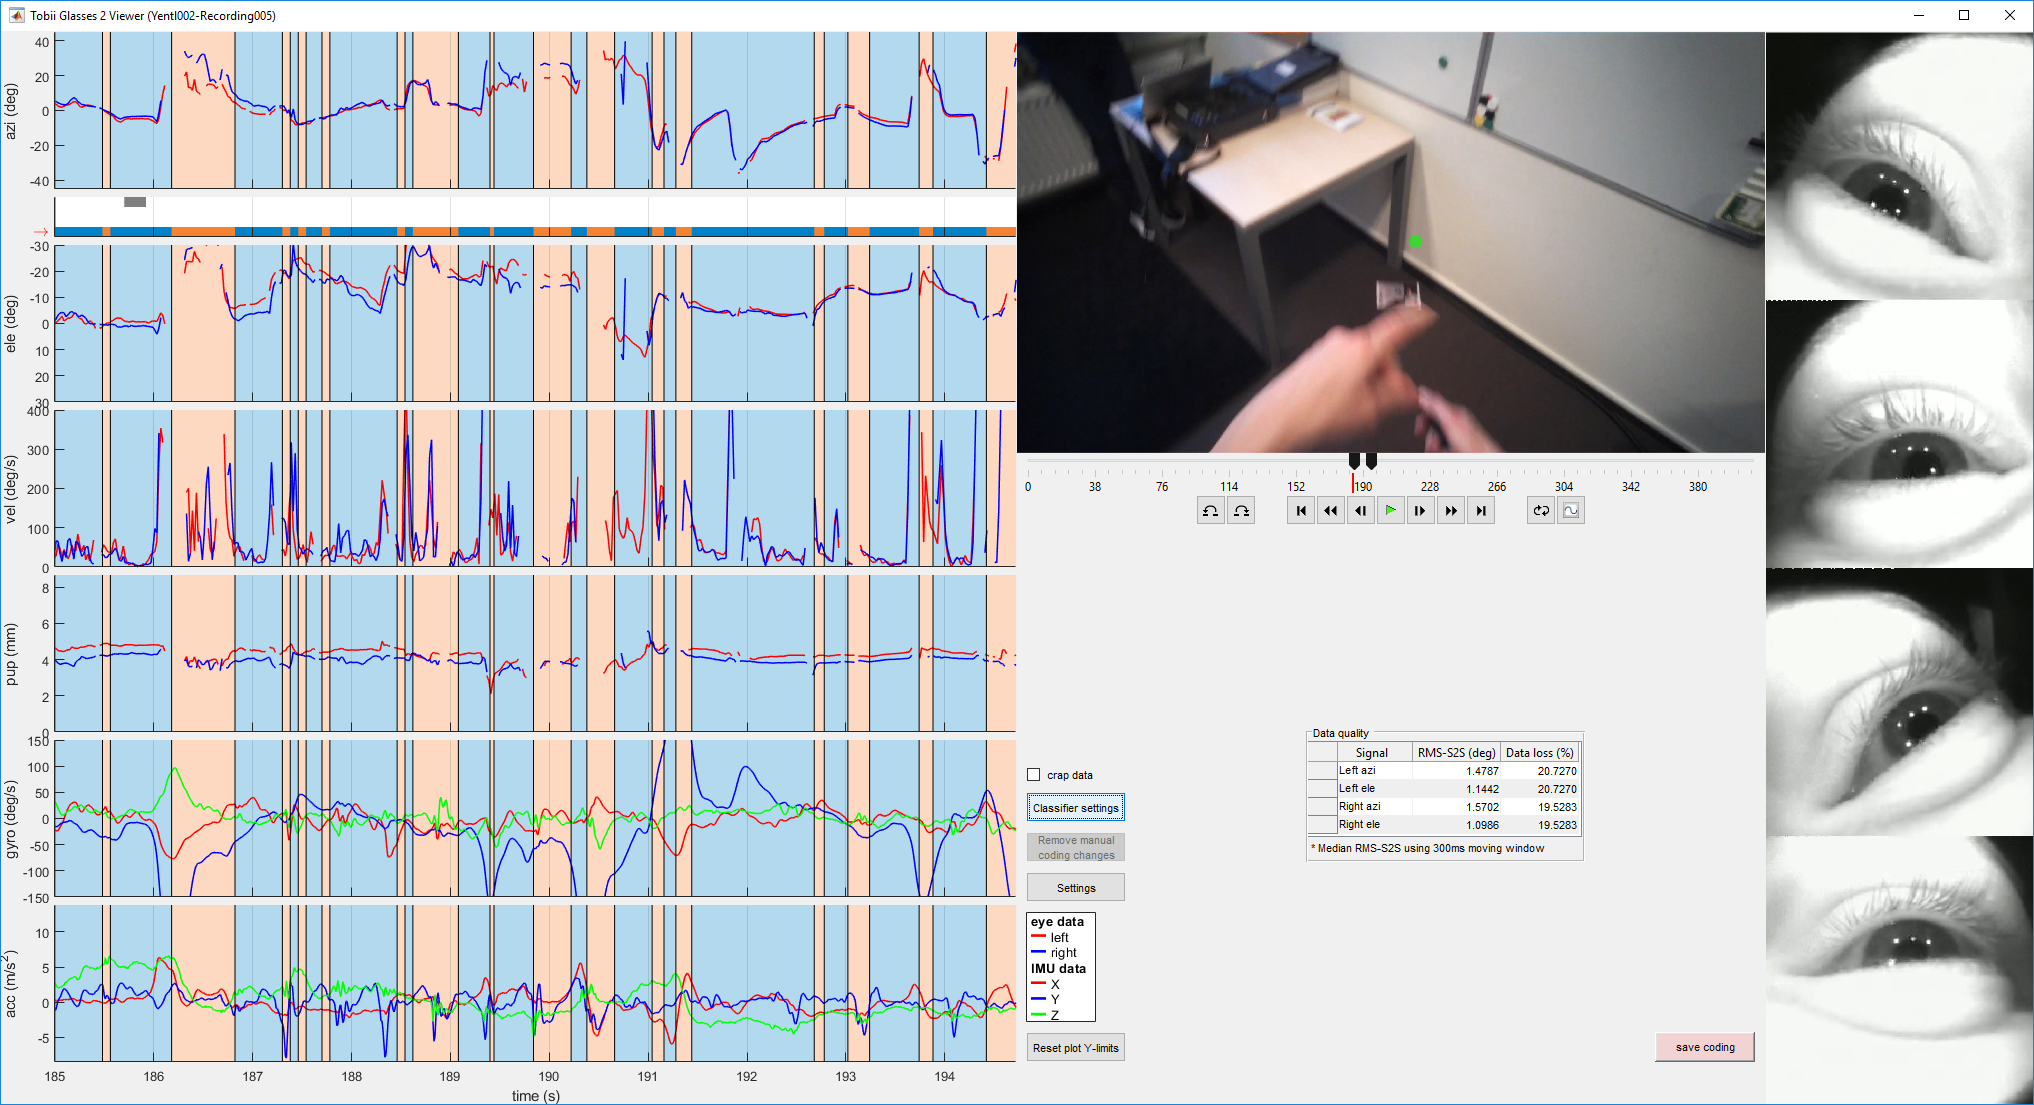 Tobii Glasses 2 Viewer (YentI002-Recording005)
azi (deg)
40
20
0
-20
-40
ele (deg)
-30
-20
-10
0
10
20
30
vel (deg/s)
400
300
200
100
0
pup (mm)
8
6
4
2
0
gyro (deg/s)
150
100
50
0
-50
-100
-150
acc (m/s²)
10
5
0
-5
185 186 187 188 189 190 191 192 193 194
time (s)
0 38 76 114 152 190 228 266 304 342 380
crap data
Classifier settings
Remove manual
coding changes
Settings
eye data
left
right
IMU data
X
Y
Z
Reset plot Y-limits
Data quality
Signal RMS-S2S (deg) Data loss (%)
Left azi 1.4787 20.7270
Left ele 1.1442 20.7270
Right azi 1.5702 19.5283
Right ele 1.0986 19.5283
* Median RMS-S2S using 300ms moving window
save coding